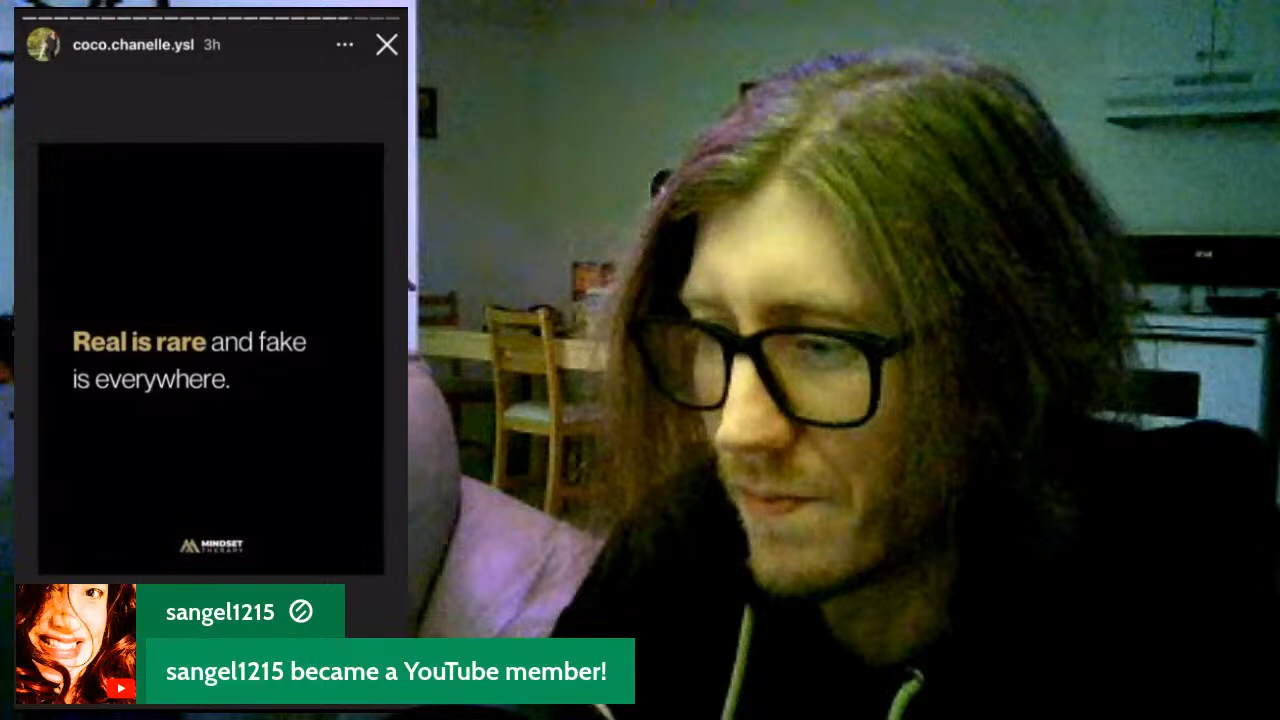 coco.chanelle.ysl 3h
Real is rare and fake
is everywhere.
MINDSET
THERAPY
sangel1215
sangel1215 became a YouTube member!